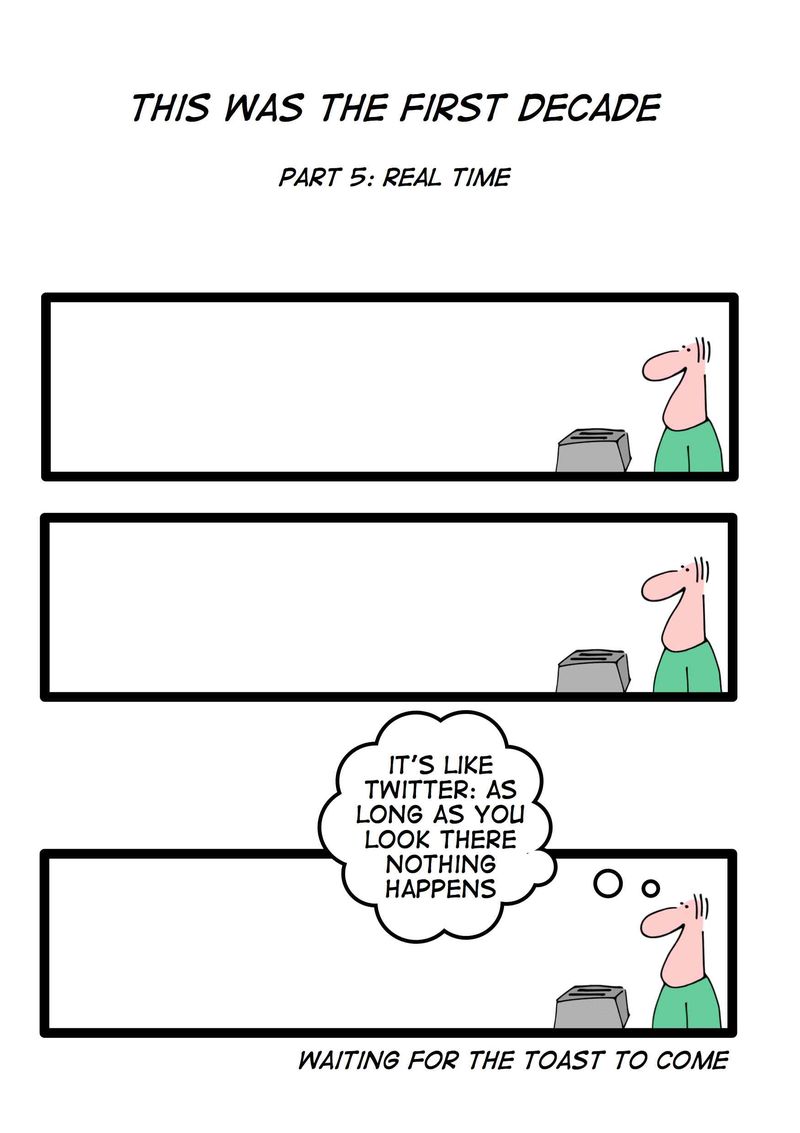 THIS WAS THE FIRST DECADE
PART 5: REAL TIME
IT'S LIKE
TWITTER: AS
LONG AS YOU
LOOK THERE
NOTHING
HAPPENS
WAITING FOR THE TOAST TO COME